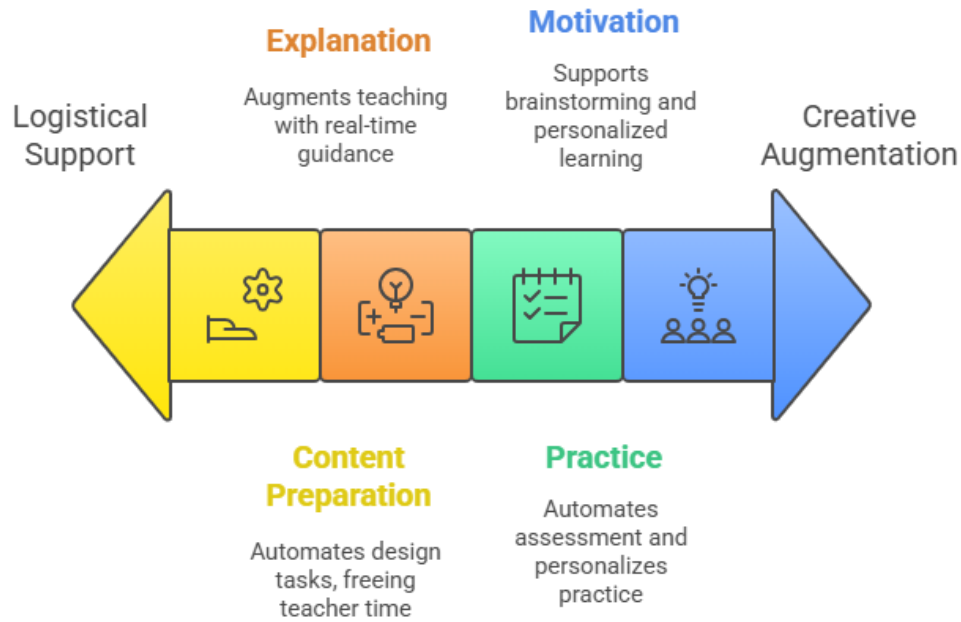 Explanation
Augments teaching
with real-time
guidance
Motivation
Supports
brainstorming and
personalized
learning
Logistical
Support
Creative
Augmentation
Content
Preparation
Automates design
tasks, freeing
teacher time
Practice
Automates
assessment and
personalizes
practice